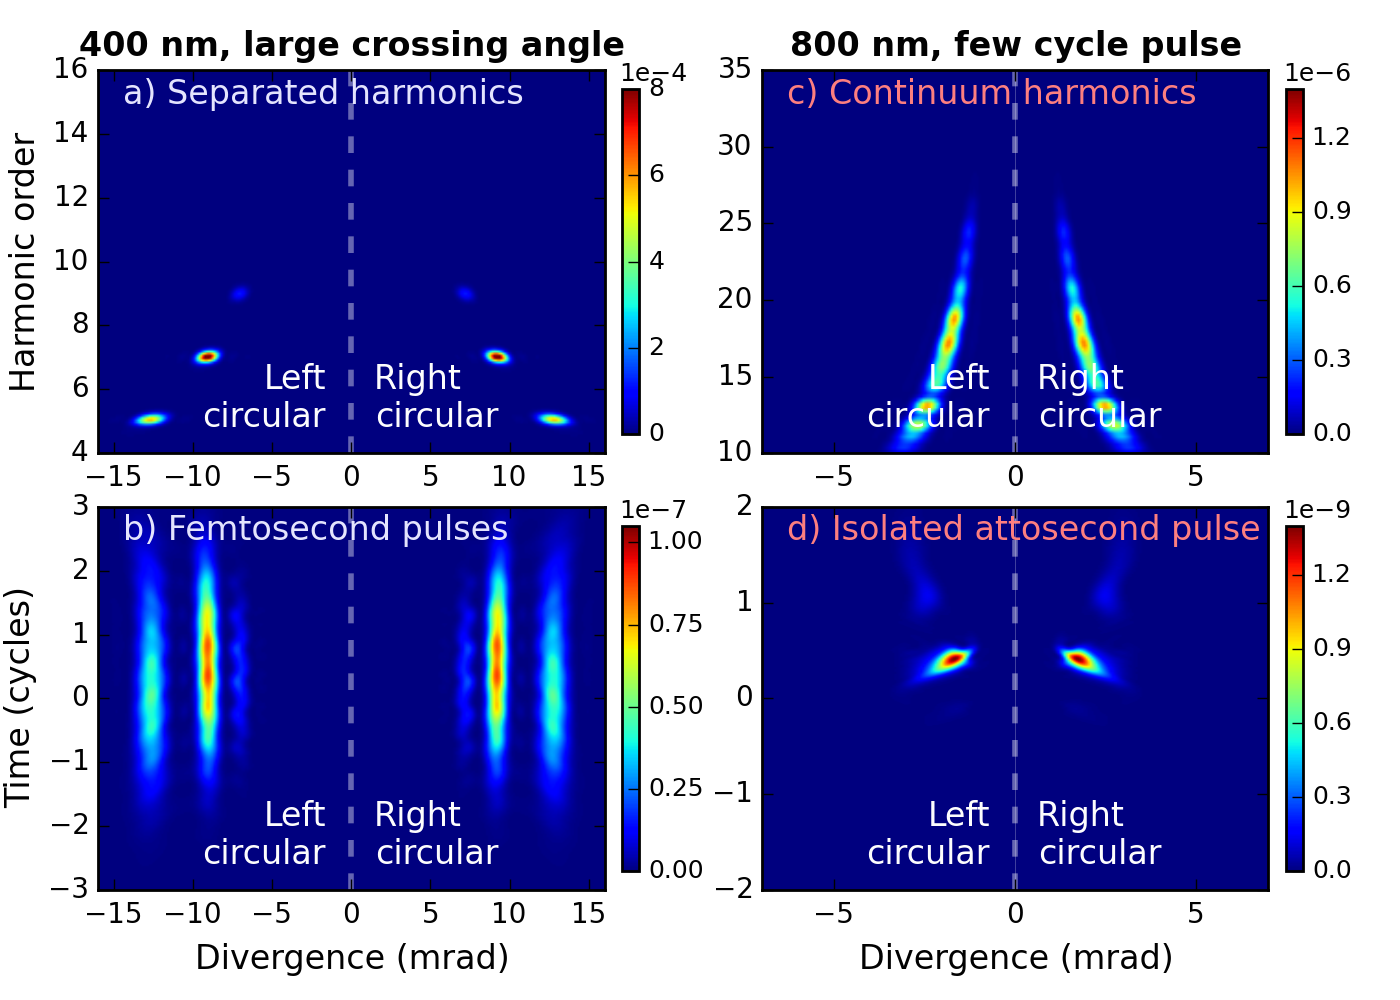 400 nm, large crossing angle
800 nm, few cycle pulse
1e−4
1e−6
a) Separated harmonics
c) Continuum harmonics
Harmonic order
16
14
12
10
8
6
4
8
6
4
2
0
35
30
25
20
15
10
1.2
0.9
0.6
0.3
0.0
Left
circular
Right
circular
Left
circular
Right
circular
−15 −10 −5 0 5 10 15
−5 0 5
1e−7
1e−9
b) Femtosecond pulses
d) Isolated attosecond pulse
Time (cycles)
3
2
1
0
−1
−2
−3
1.00
0.75
0.50
0.25
0.00
2
1
0
−1
−2
1.2
0.9
0.6
0.3
0.0
Left
circular
Right
circular
Left
circular
Right
circular
−15 −10 −5 0 5 10 15
−5 0 5
Divergence (mrad)
Divergence (mrad)